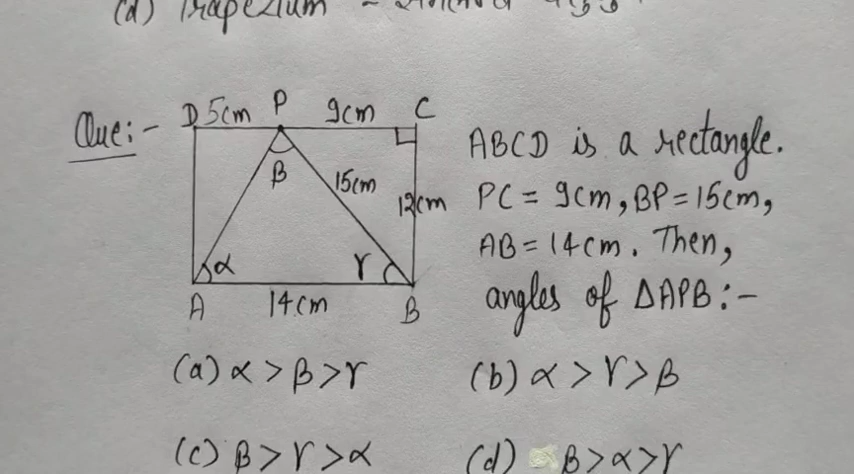 (d) Trapezium -
Que:- D 5cm P 9cm C
ABCD is a rectangle.
β 15cm 12cm PC = 9cm, BP = 15cm,
AB = 14cm. Then,
α γ
A 14cm B angles of ΔAPB :-
(a) α > β > γ (b) α > γ > β
(c) β > γ > α (d) β > α > γ